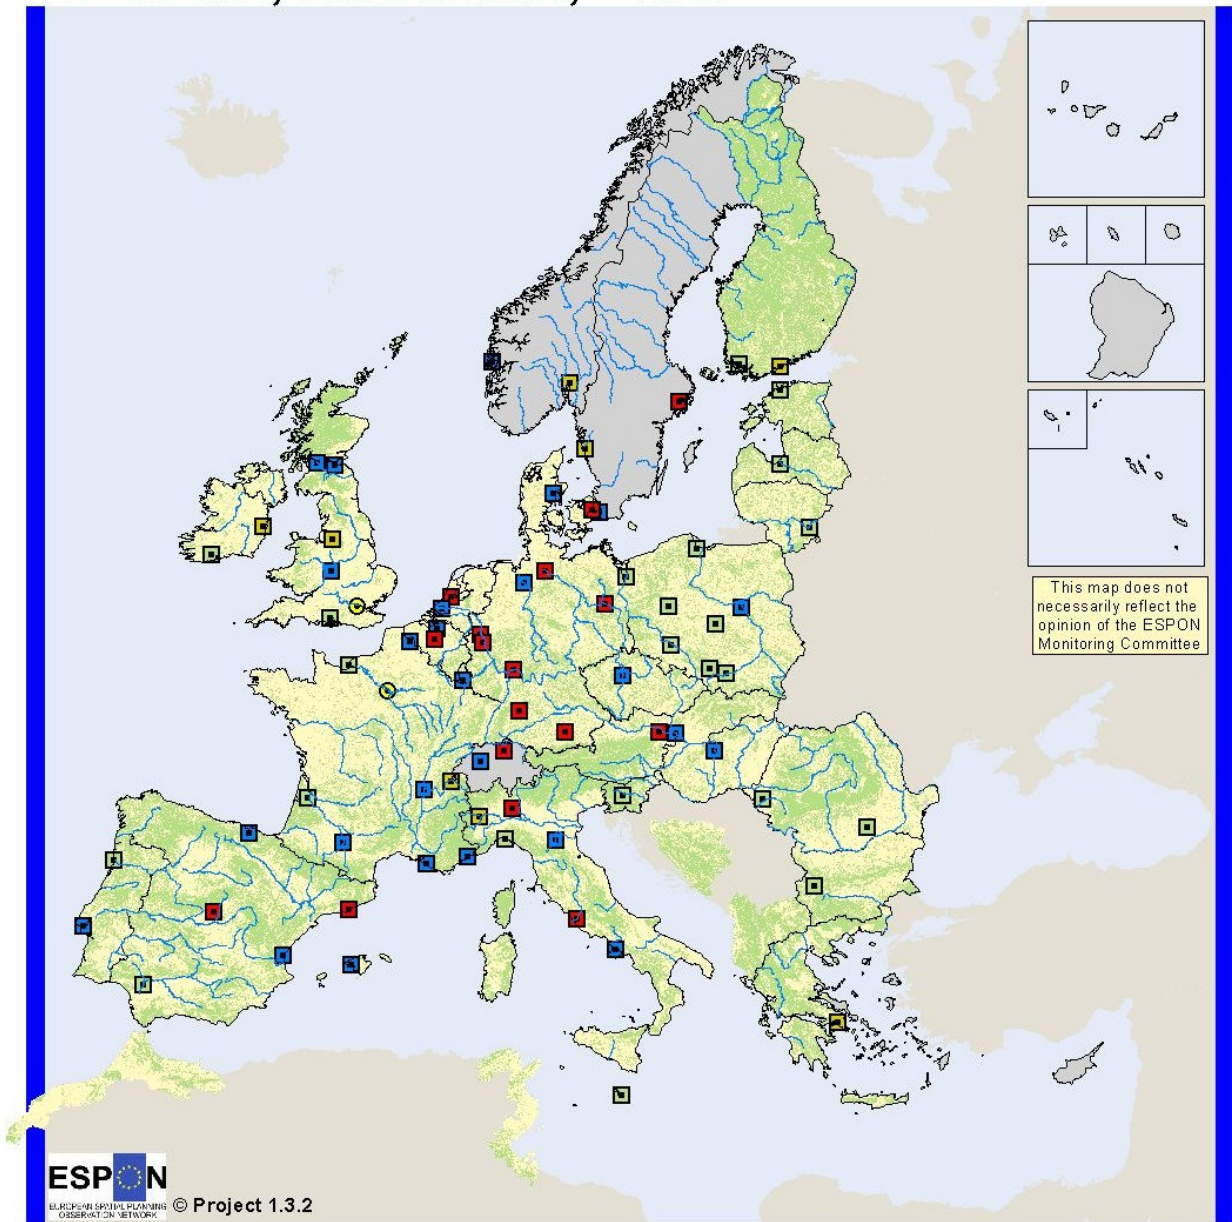 This map does not
necessarily reflect the
opinion of the ESPON
Monitoring Committee
ESPON
EUROPEAN SPATIAL PLANNING
OBSERVATION NETWORK
© Project 1.3.2